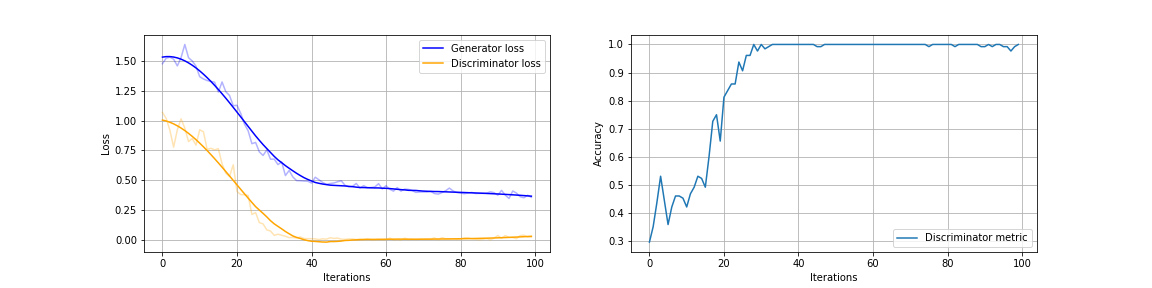 Loss
1.50
1.25
1.00
0.75
0.50
0.25
0.00
0 20 40 60 80 100
Iterations
Generator loss
Discriminator loss
Accuracy
1.0
0.9
0.8
0.7
0.6
0.5
0.4
0.3
0 20 40 60 80 100
Iterations
Discriminator metric